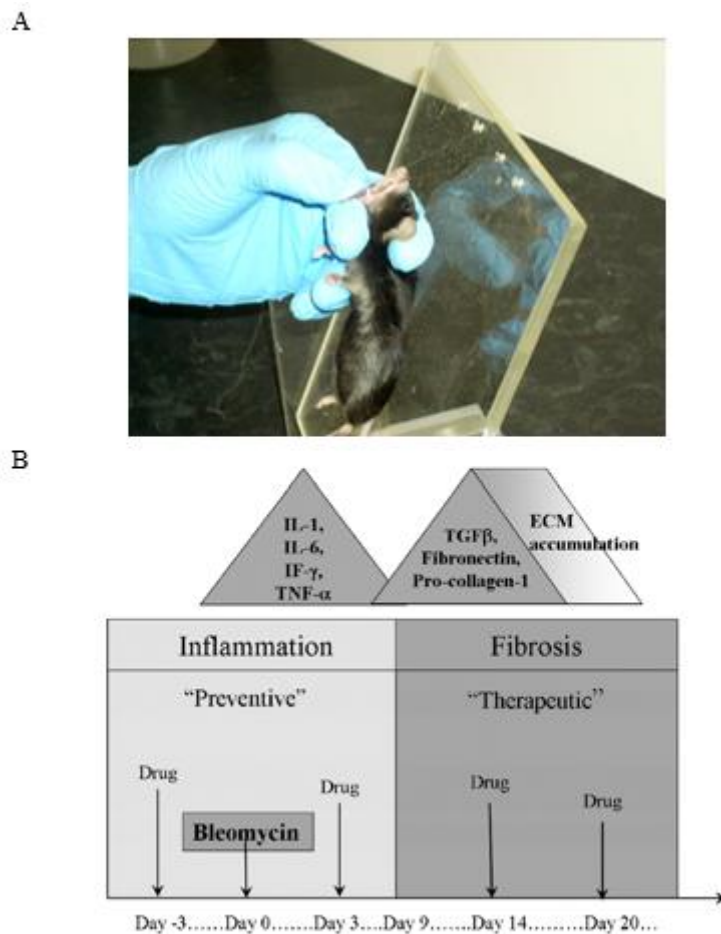 A
B
IL-1,
IL-6,
IF-γ,
TNF-α
TGFβ,
Fibronectin,
Pro-collagen-1
ECM
accumulation
Inflammation
Fibrosis
“Preventive”
“Therapeutic”
Drug
Bleomycin
Drug
Drug
Drug
Day -3......Day 0.......Day 3....Day 9.......Day 14.........Day 20...